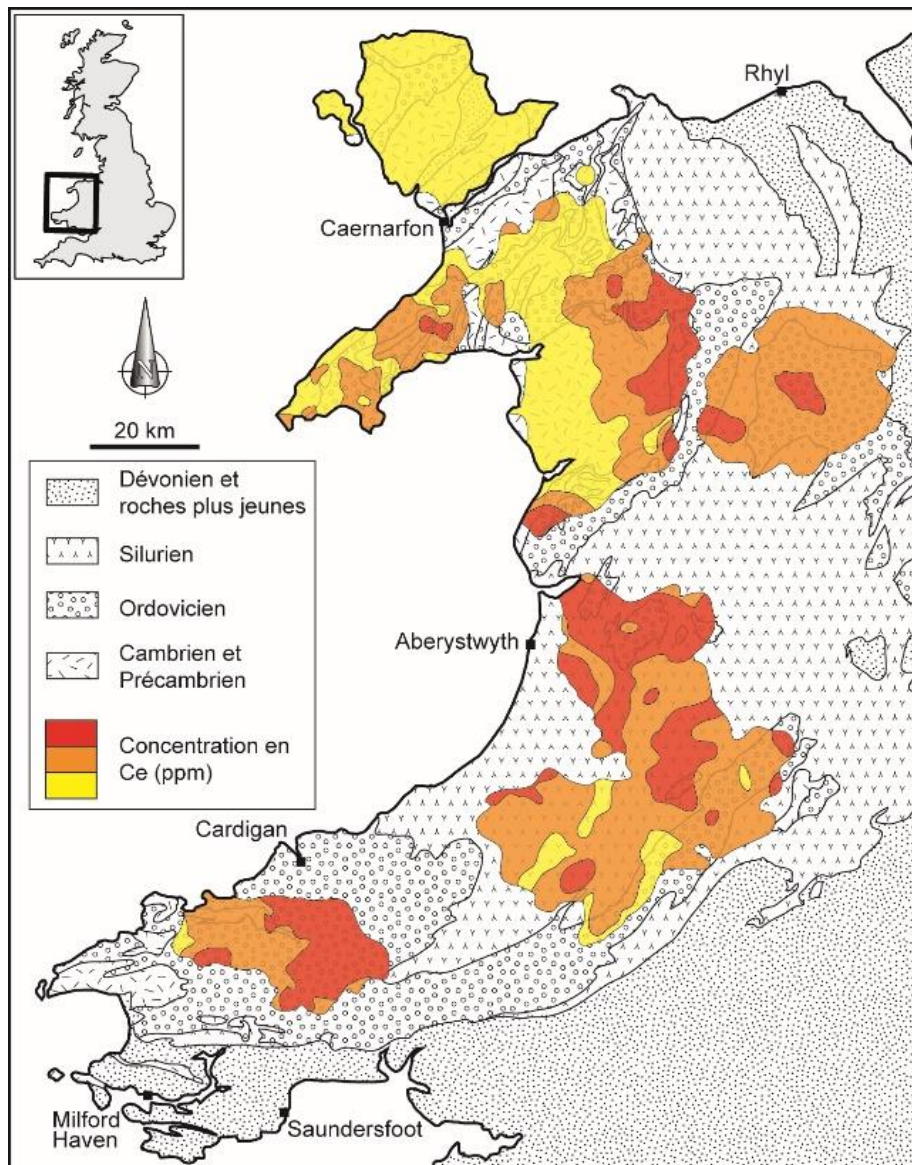 Rhyl
Caernarfon
N
20 km
Dévonien et
roches plus jeunes
Silurien
Ordovicien
Cambrien et
Précambrien
Concentration en
Ce (ppm)
Aberystwyth
Cardigan
Milford
Haven
Saundersfoot